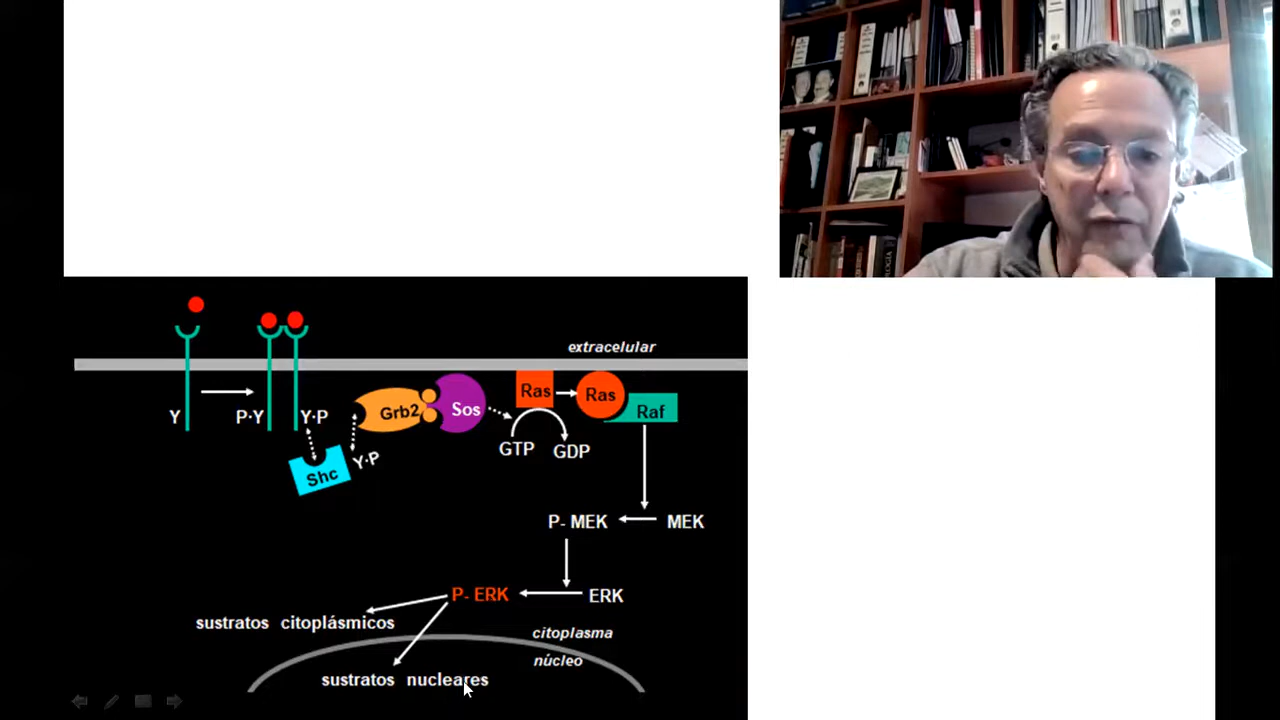 extracelular
Ras
Ras
Grb2
Sos
Raf
Y
P·Y
Y·P
GTP
GDP
Y·P
Shc
P- MEK
MEK
P- ERK
ERK
sustratos citoplásmicos
citoplasma
núcleo
sustratos nucleares